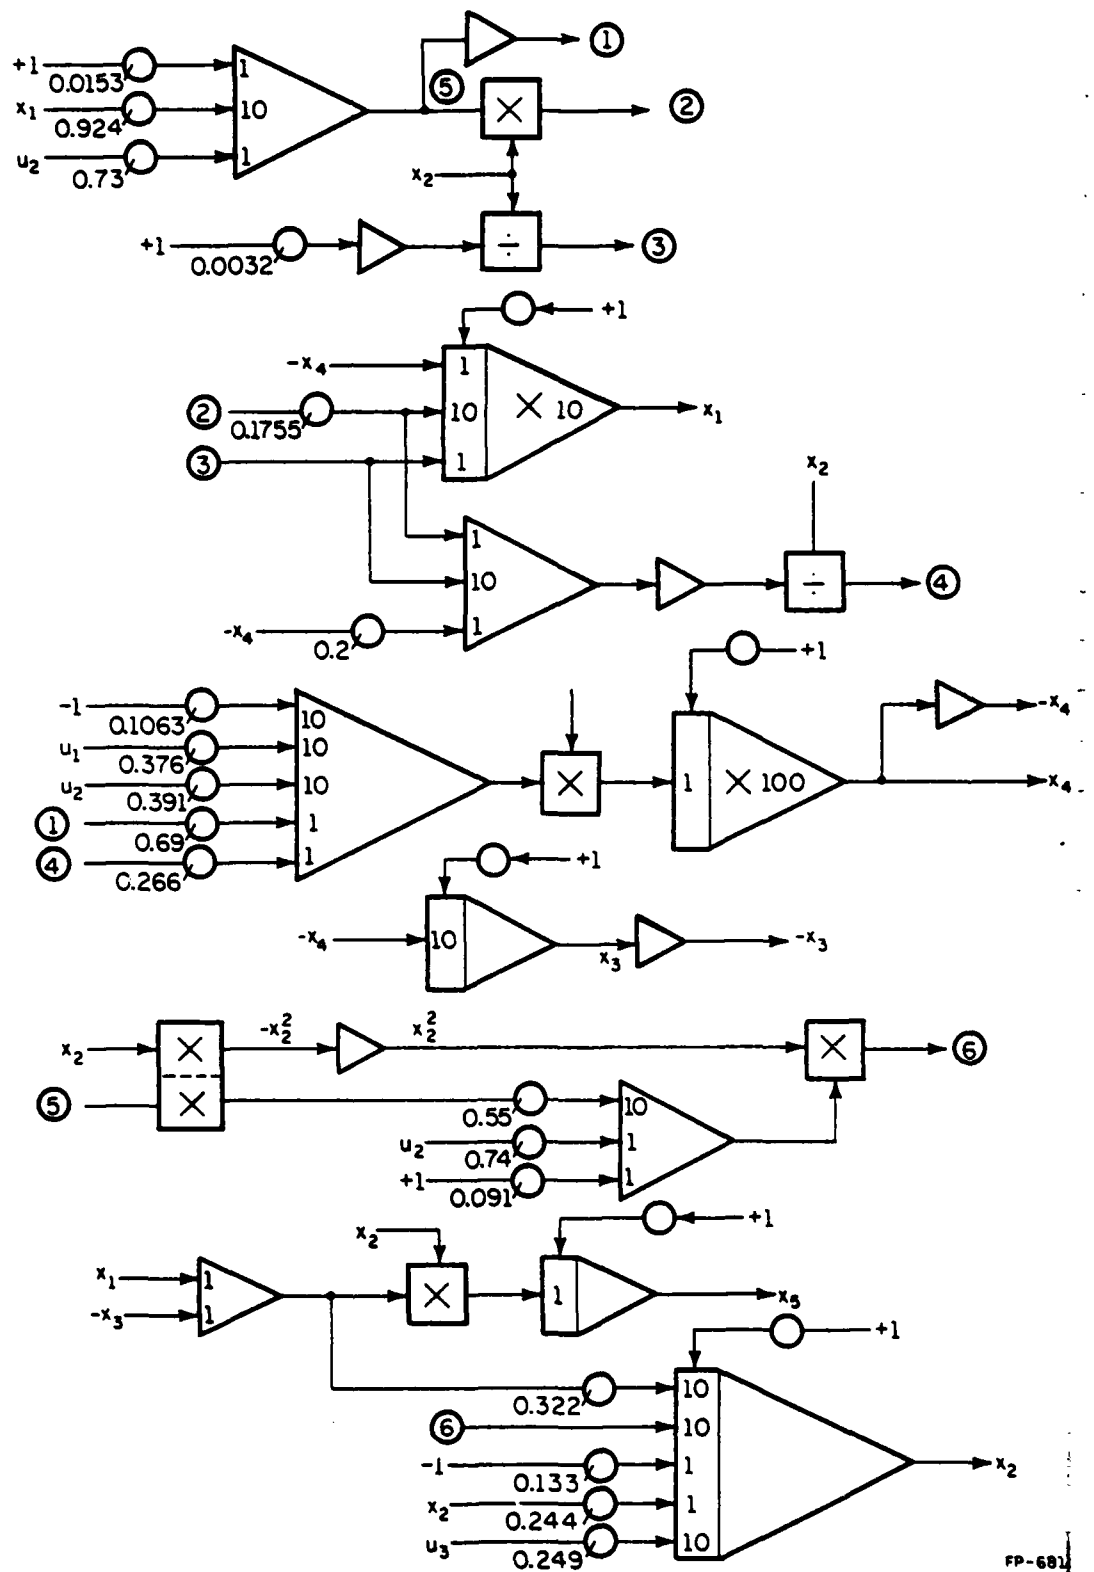 ①
+1 0.0153 1
⑤
x₁ 0.924 10 × ②
u₂ 0.73 1
x₂
+1 0.0032 ÷ ③
+1
-x₄ 1
② 0.1755 10 × 10 x₁
③ 1
x₂
1
10 ÷ ④
-x₄ 0.2 1
+1
-1 0.1063 10 -x₄
u₁ 0.376 10
u₂ 0.391 10 × 1 × 100 x₄
① 0.69 1
④ 0.266 1
+1
-x₄ 10 x₃ -x₃
x₂ × -x₂² x₂² × ⑥
⑤ × 0.55 10
u₂ 0.74 1
+1 0.091 1
x₂ +1
x₁ 1 × 1 x₅
-x₃ 1
+1
0.322 10
⑥ 10
-1 0.133 1 x₂
x₂ 0.244 1
u₃ 0.249 10
FP-681